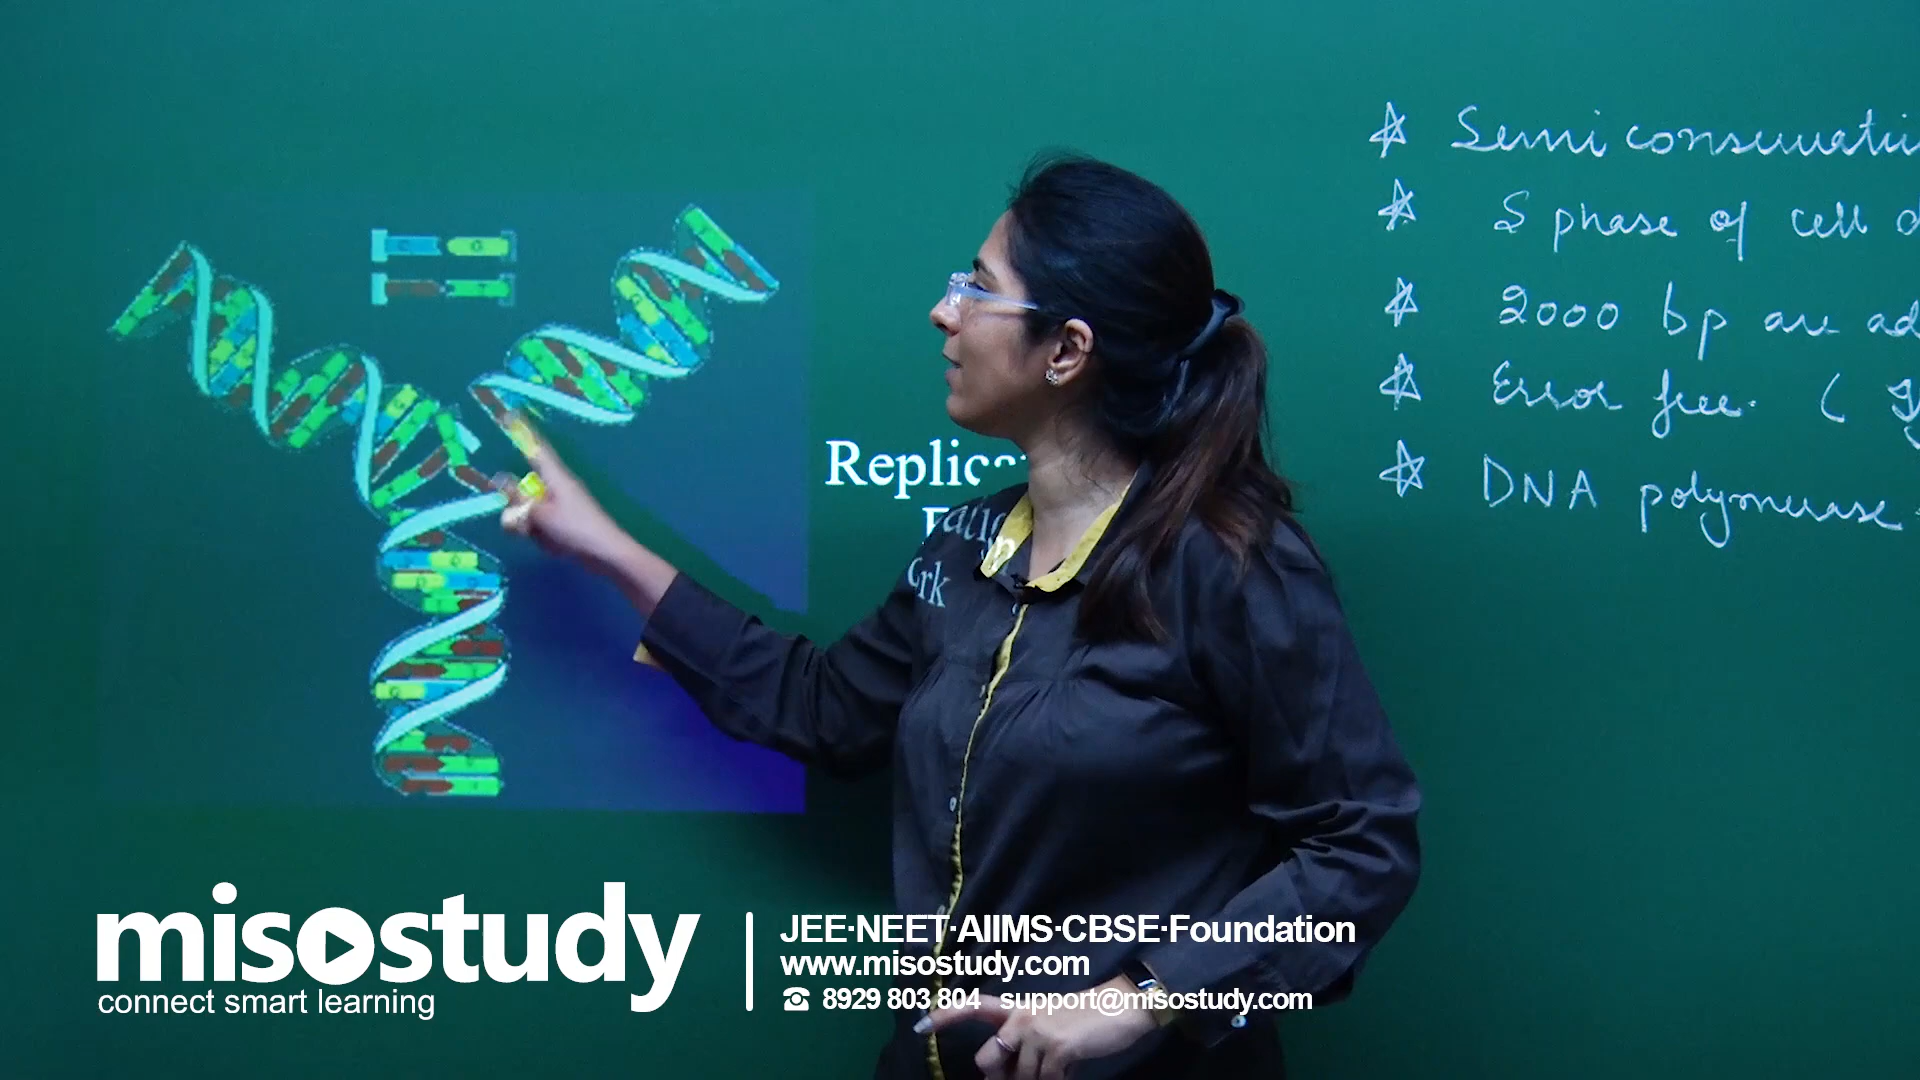 ☆ Semi conservati
☆ S phase of cell
☆ 2000 bp are ad
☆ Error free. (
☆ DNA polymerase
Replic
ork
misostudy
connect smart learning
JEE·NEET·AIIMS·CBSE·Foundation
www.misostudy.com
8929 803 804 support@misostudy.com